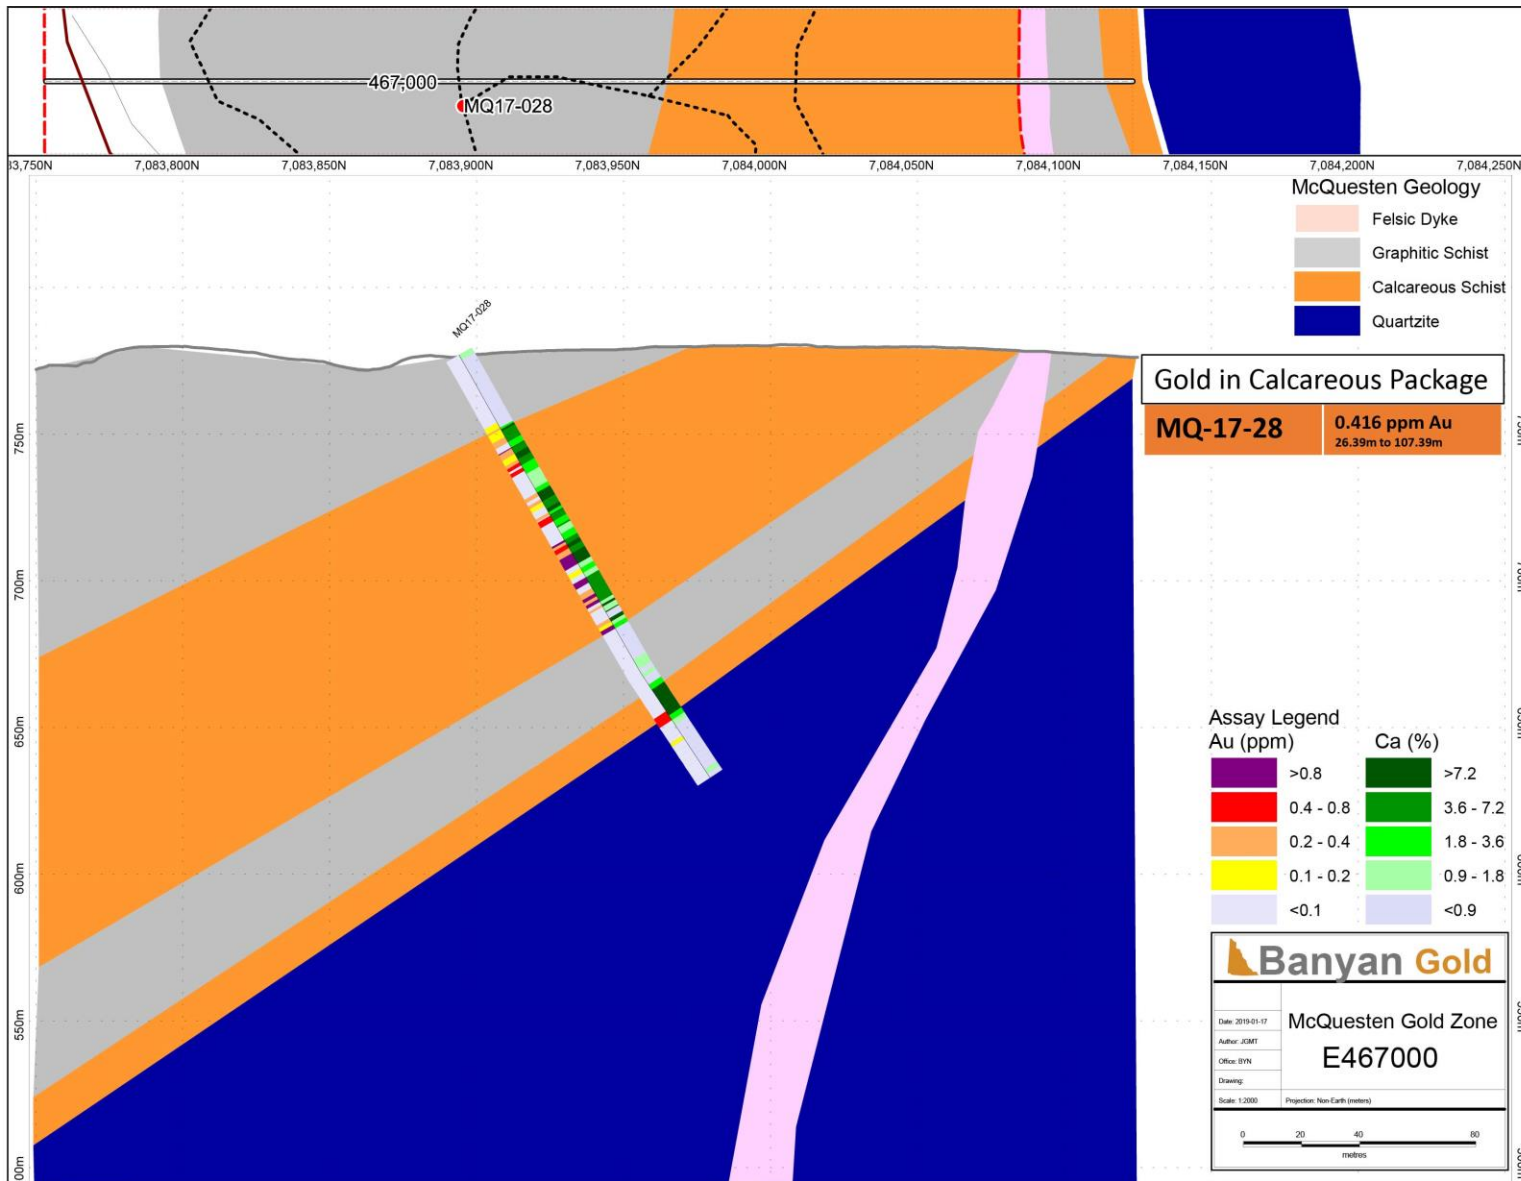 467,000
MQ17-028
33,750N 7,083,800N 7,083,850N 7,083,900N 7,083,950N 7,084,000N 7,084,050N 7,084,100N 7,084,150N 7,084,200N 7,084,250N
McQuesten Geology
Felsic Dyke
Graphitic Schist
Calcareous Schist
Quartzite
MQ17-028
Gold in Calcareous Package
MQ-17-28
0.416 ppm Au
26.39m to 107.39m
750m
700m
650m
600m
550m
00m
Assay Legend
Au (ppm) Ca (%)
>0.8 >7.2
0.4 - 0.8 3.6 - 7.2
0.2 - 0.4 1.8 - 3.6
0.1 - 0.2 0.9 - 1.8
<0.1 <0.9
Banyan Gold
Date: 2019-01-17
Author: JGMT
Office: BYN
Drawing:
Scale: 1:2000
McQuesten Gold Zone
E467000
Projection: Non-Earth (meters)
0 20 40 80
metres